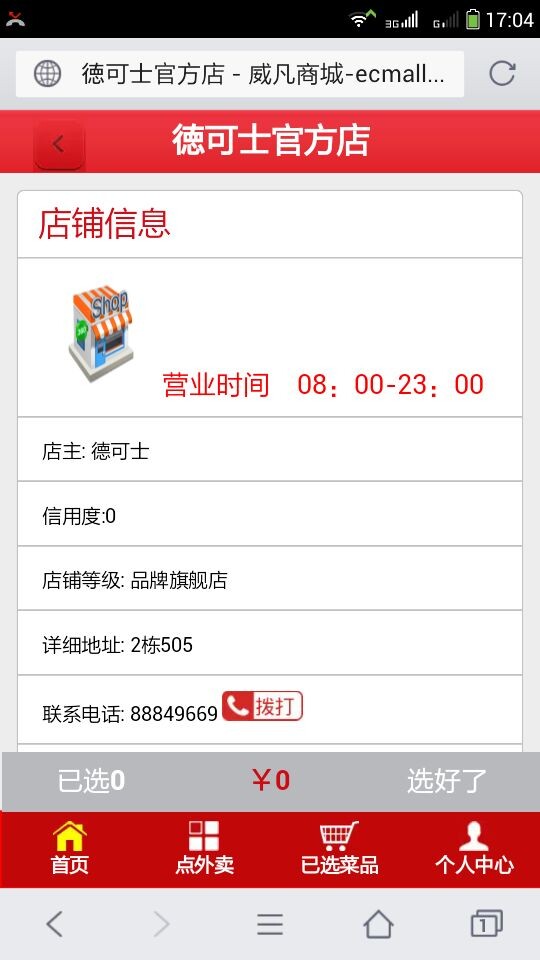 3G
G
17:04
徳可士官方店 - 威凡商城-ecmall...
徳可士官方店
店铺信息
Shop
营业时间 08：00-23：00
店主: 德可士
信用度:0
店铺等级: 品牌旗舰店
详细地址: 2栋505
联系电话: 88849669 拨打
已选0 ￥0 选好了
首页 点外卖 已选菜品 个人中心
1